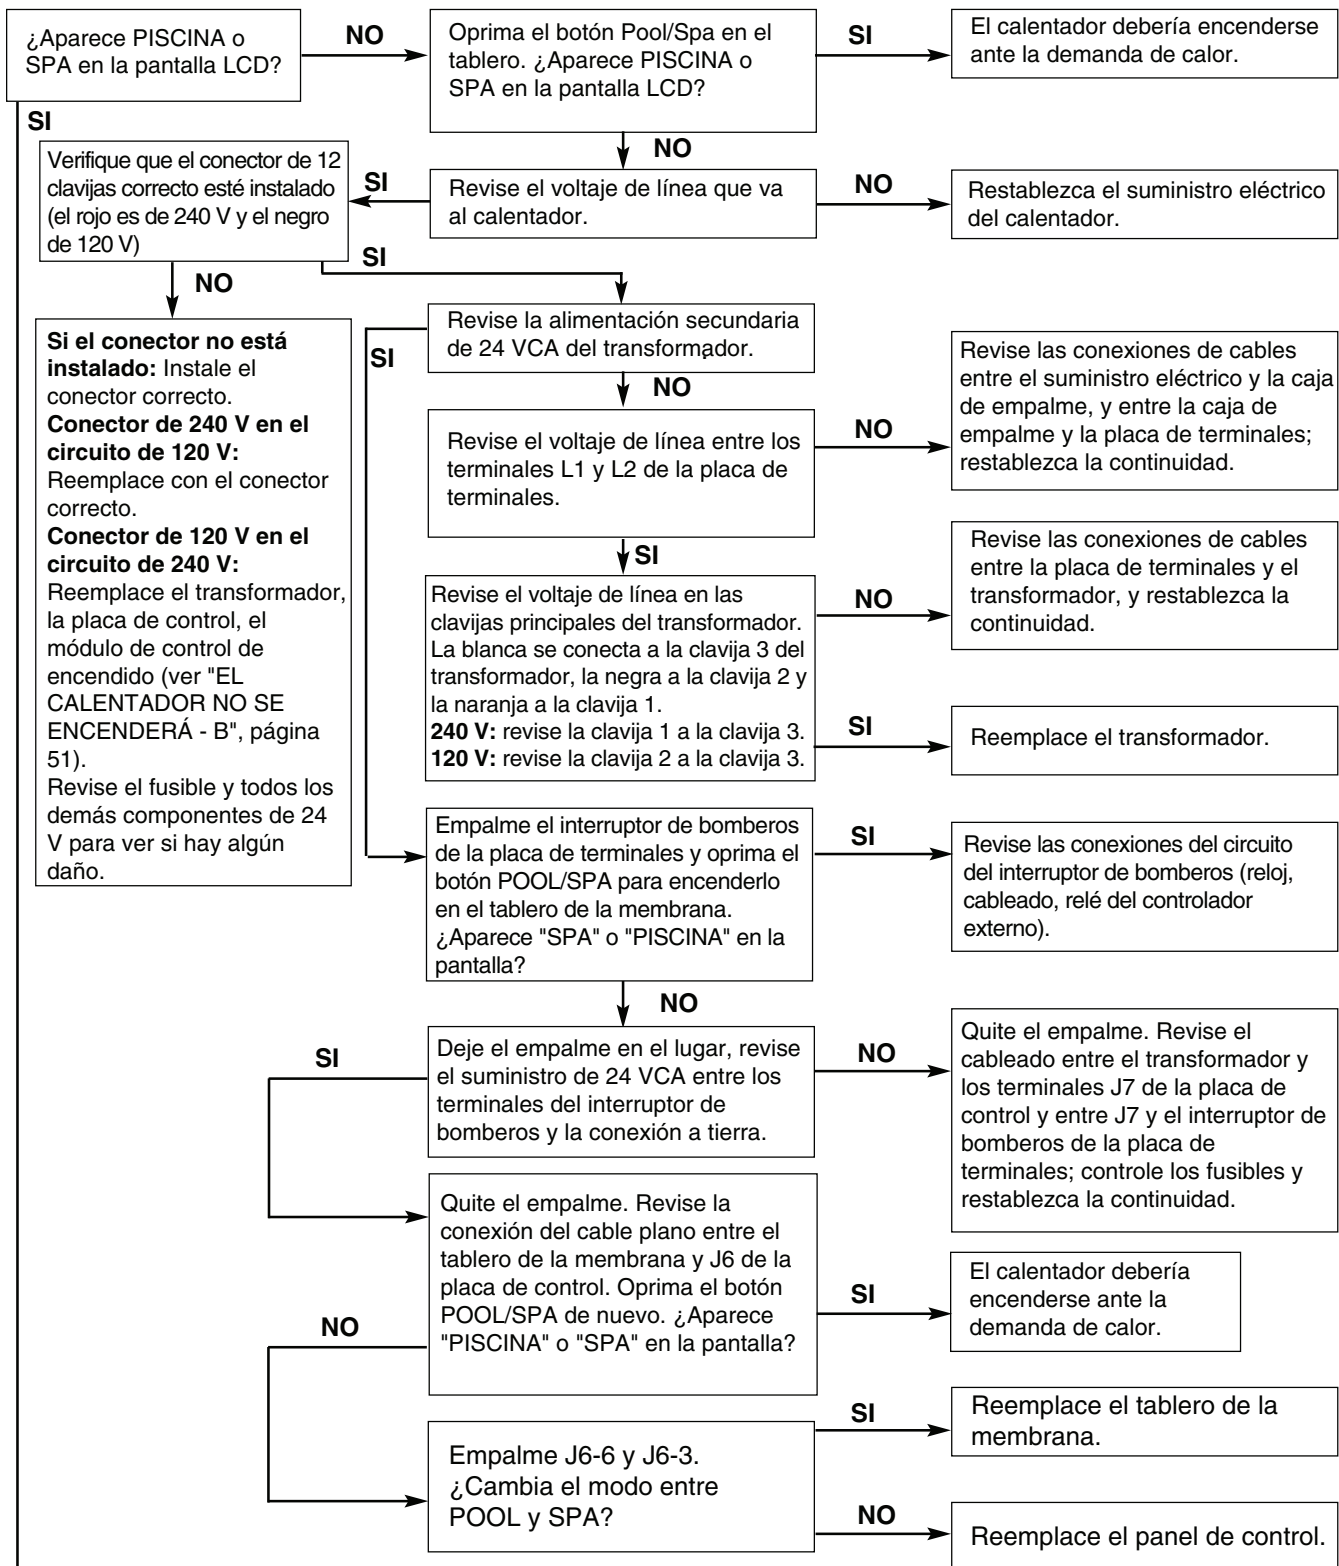 ¿Aparece PISCINA o
SPA en la pantalla LCD?
NO
Oprima el botón Pool/Spa en el
tablero. ¿Aparece PISCINA o
SPA en la pantalla LCD?
SI
El calentador debería encenderse
ante la demanda de calor.
SI
NO
Verifique que el conector de 12
clavijas correcto esté instalado
(el rojo es de 240 V y el negro
de 120 V)
SI
Revise el voltaje de línea que va
al calentador.
NO
Restablezca el suministro eléctrico
del calentador.
NO
SI
Si el conector no está
instalado: Instale el
conector correcto.
Conector de 240 V en el
circuito de 120 V:
Reemplace con el conector
correcto.
Conector de 120 V en el
circuito de 240 V:
Reemplace el transformador,
la placa de control, el
módulo de control de
encendido (ver "EL
CALENTADOR NO SE
ENCENDERÁ - B", página
51).
Revise el fusible y todos los
demás componentes de 24
V para ver si hay algún
daño.
SI
Revise la alimentación secundaria
de 24 VCA del transformador.
NO
Revise el voltaje de línea entre los
terminales L1 y L2 de la placa de
terminales.
NO
Revise las conexiones de cables
entre el suministro eléctrico y la caja
de empalme, y entre la caja de
empalme y la placa de terminales;
restablezca la continuidad.
SI
Revise el voltaje de línea en las
clavijas principales del transformador.
La blanca se conecta a la clavija 3 del
transformador, la negra a la clavija 2 y
la naranja a la clavija 1.
240 V: revise la clavija 1 a la clavija 3.
120 V: revise la clavija 2 a la clavija 3.
NO
Revise las conexiones de cables
entre la placa de terminales y el
transformador, y restablezca la
continuidad.
SI
Reemplace el transformador.
Empalme el interruptor de bomberos
de la placa de terminales y oprima el
botón POOL/SPA para encenderlo
en el tablero de la membrana.
¿Aparece "SPA" o "PISCINA" en la
pantalla?
SI
Revise las conexiones del circuito
del interruptor de bomberos (reloj,
cableado, relé del controlador
externo).
NO
SI
Deje el empalme en el lugar, revise
el suministro de 24 VCA entre los
terminales del interruptor de
bomberos y la conexión a tierra.
NO
Quite el empalme. Revise el
cableado entre el transformador y
los terminales J7 de la placa de
control y entre J7 y el interruptor de
bomberos de la placa de
terminales; controle los fusibles y
restablezca la continuidad.
Quite el empalme. Revise la
conexión del cable plano entre el
tablero de la membrana y J6 de la
placa de control. Oprima el botón
POOL/SPA de nuevo. ¿Aparece
"PISCINA" o "SPA" en la pantalla?
SI
El calentador debería
encenderse ante la
demanda de calor.
NO
Empalme J6-6 y J6-3.
¿Cambia el modo entre
POOL y SPA?
SI
Reemplace el tablero de la
membrana.
NO
Reemplace el panel de control.